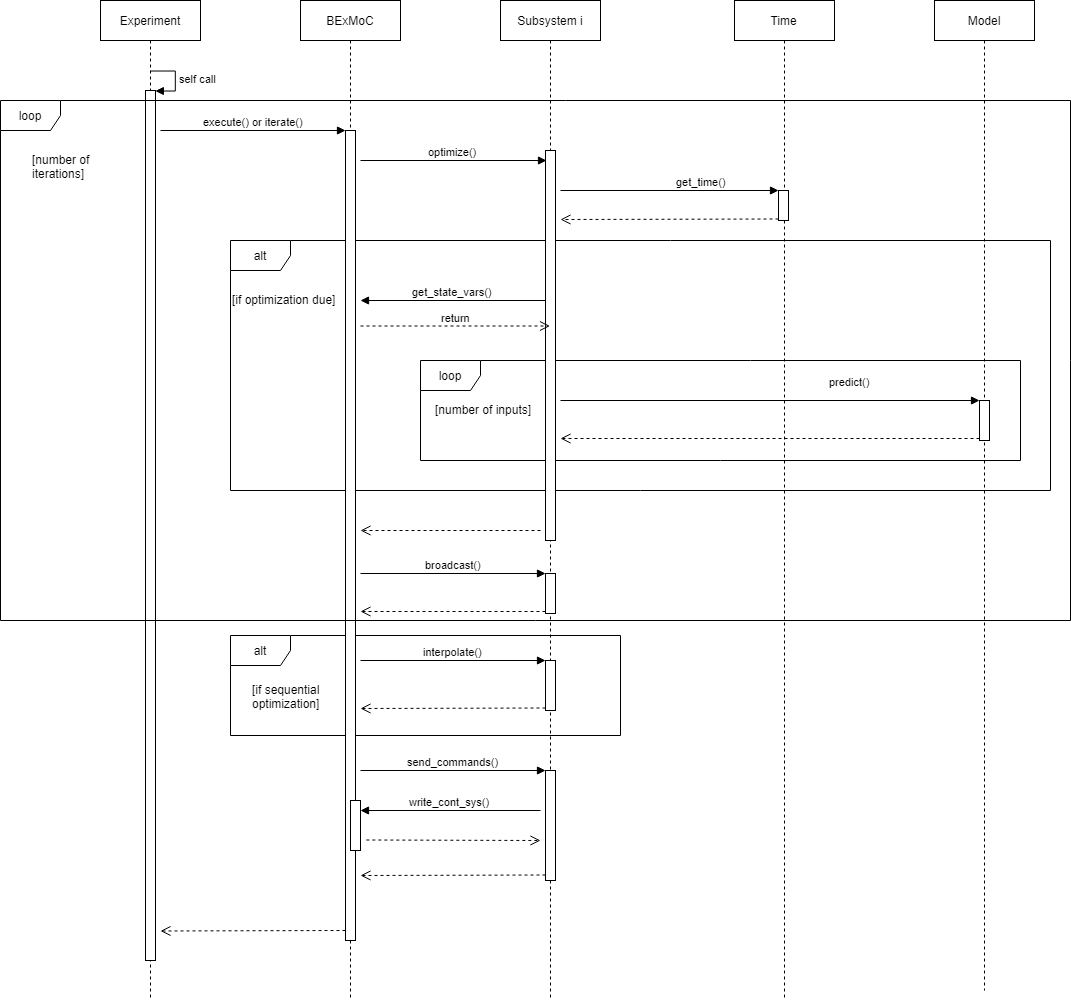 Experiment
BExMoC
Subsystem i
Time
Model
self call
loop
execute() or iterate()
[number of
iterations]
optimize()
get_time()
alt
[if optimization due]
get_state_vars()
return
loop
predict()
[number of inputs]
broadcast()
alt
interpolate()
[if sequential
optimization]
send_commands()
write_cont_sys()